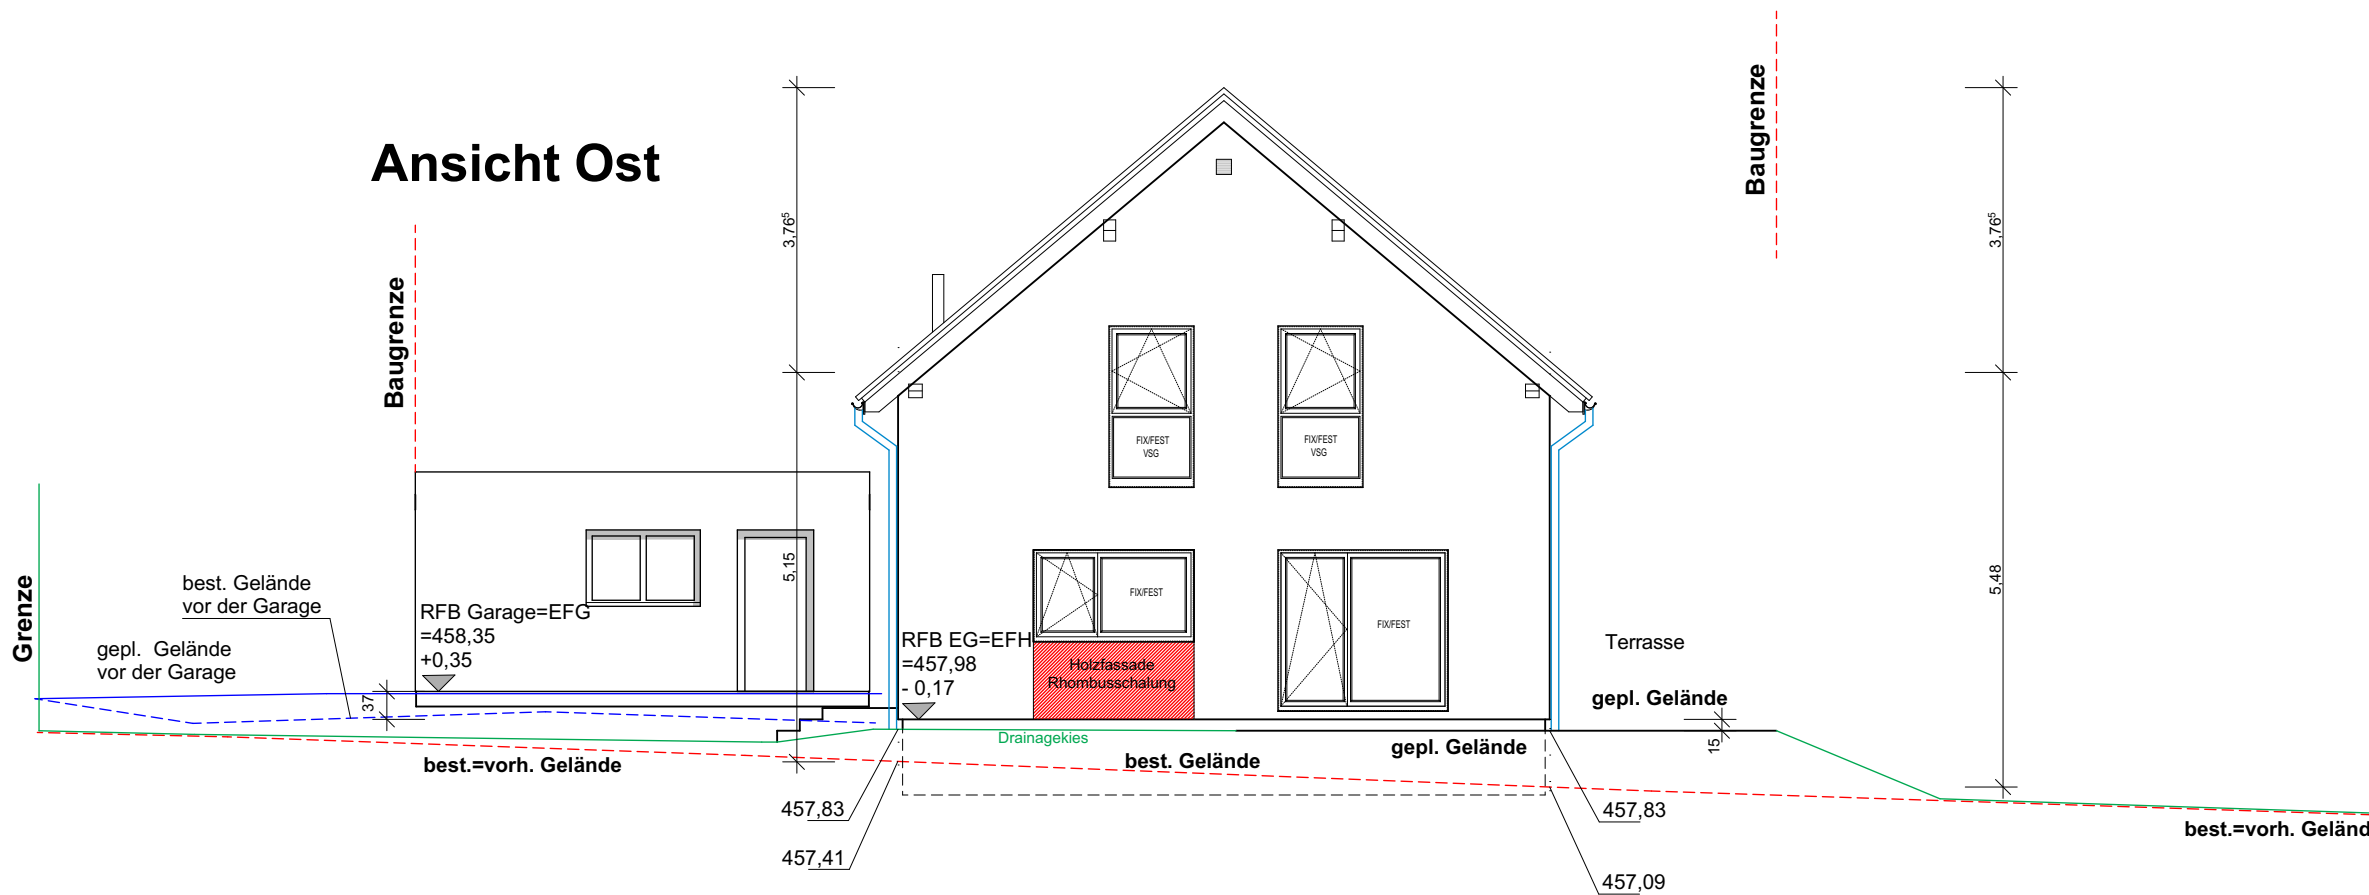 Ansicht Ost
Baugrenze
3,76⁵
3,76⁵
Baugrenze
FIX/FEST
VSG
FIX/FEST
VSG
5,15
5,48
Grenze
best. Gelände
vor der Garage
gepl. Gelände
vor der Garage
RFB Garage=EFG
=458,35
+0,35
37
RFB EG=EFH
=457,98
- 0,17
FIX/FEST
Holzfassade
Rhombusschalung
FIX/FEST
Terrasse
gepl. Gelände
15
Drainagekies
best.=vorh. Gelände
best. Gelände
gepl. Gelände
457,83
457,83
457,41
457,09
best.=vorh. Geländ